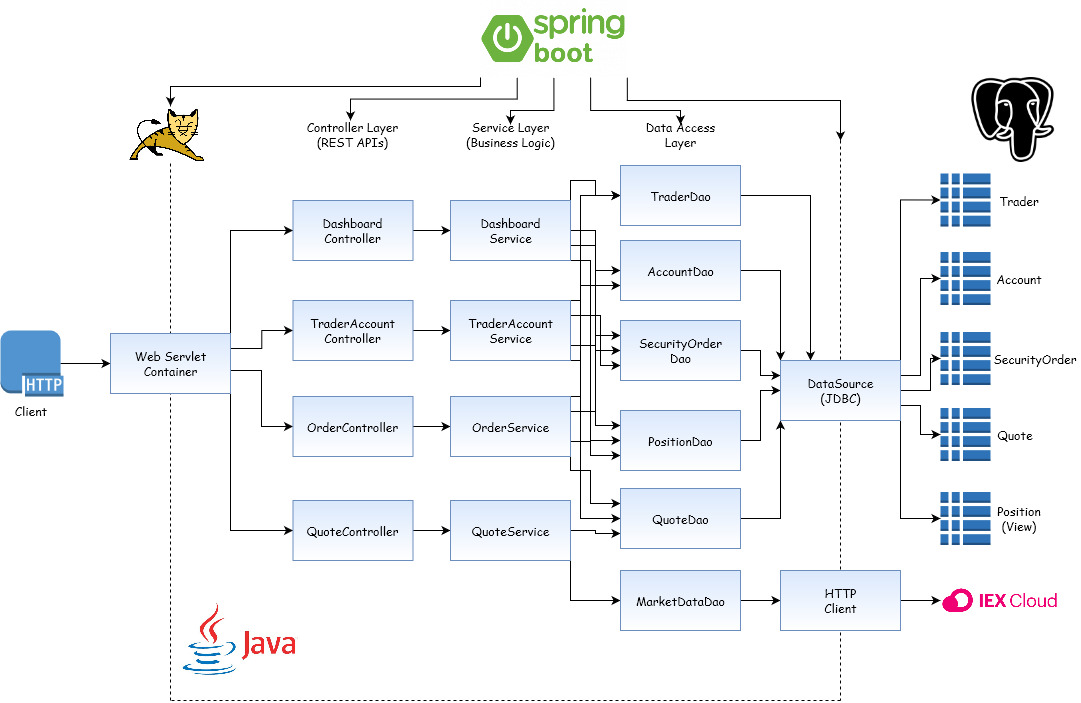 spring
boot
Controller Layer
(REST APIs)
Service Layer
(Business Logic)
Data Access
Layer
TraderDao
Trader
Dashboard
Controller
Dashboard
Service
AccountDao
Account
TraderAccount
Controller
TraderAccount
Service
SecurityOrder
Dao
SecurityOrder
Web Servlet
Container
HTTP
Client
DataSource
(JDBC)
OrderController
OrderService
PositionDao
Quote
QuoteController
QuoteService
QuoteDao
Position
(View)
MarketDataDao
HTTP
Client
IEX Cloud
Java